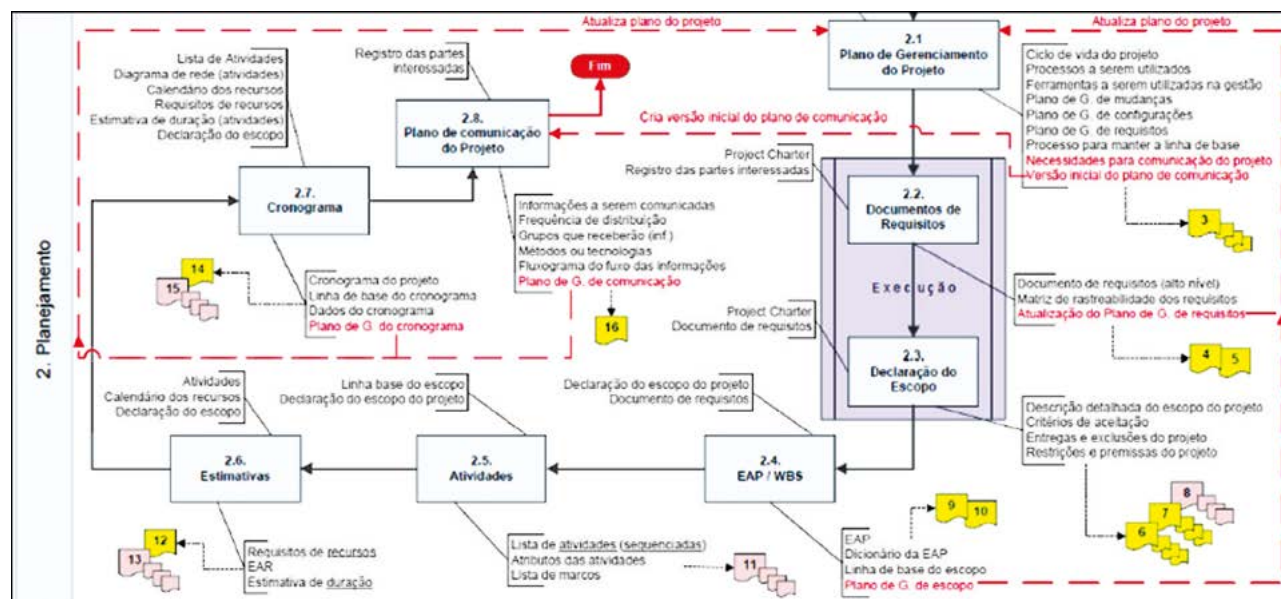 2. Planejamento
Atualiza plano do projeto
Atualiza plano do projeto
2.1
Plano de Gerenciamento
do Projeto
Ciclo de vida do projeto
Processos a serem utilizados
Ferramentas a serem utilizadas na gestão
Plano de G. de mudanças
Plano de G. de configurações
Plano de G. de requisitos
Processo para manter a linha de base
Necessidades para comunicação do projeto
Versão inicial do plano de comunicação
3
Cria versão inicial do plano de comunicação
Execução
Project Charter
Registro das partes interessadas
2.2.
Documentos de
Requisitos
Documento de requisitos (alto nível)
Matriz de rastreabilidade dos requisitos
Atualização do Plano de G. de requisitos
4
5
Project Charter
Documento de requisitos
2.3.
Declaração do
Escopo
Descrição detalhada do escopo do projeto
Critérios de aceitação
Entregas e exclusões do projeto
Restrições e premissas do projeto
8
7
6
Declaração do escopo do projeto
Documento de requisitos
2.4.
EAP / WBS
EAP
Dicionário da EAP
Linha de base do escopo
Plano de G. de escopo
9
10
Linha base do escopo
Declaração do escopo do projeto
2.5.
Atividades
Lista de atividades (sequenciadas)
Atributos das atividades
Lista de marcos
11
Atividades
Calendário dos recursos
Declaração do escopo
2.6.
Estimativas
Requisitos de recursos
EAR
Estimativa de duração
12
13
Lista de Atividades
Diagrama de rede (atividades)
Calendário dos recursos
Requisitos de recursos
Estimativa de duração (atividades)
Declaração do escopo
2.7.
Cronograma
Cronograma do projeto
Linha de base do cronograma
Dados do cronograma
Plano de G. do cronograma
14
15
Registro das partes
interessadas
2.8.
Plano de comunicação
do Projeto
Informações a serem comunicadas
Frequência de distribuição
Grupos que receberão (inf.)
Métodos ou tecnologias
Fluxograma do fuxo das informações
Plano de G. de comunicação
16
Fim